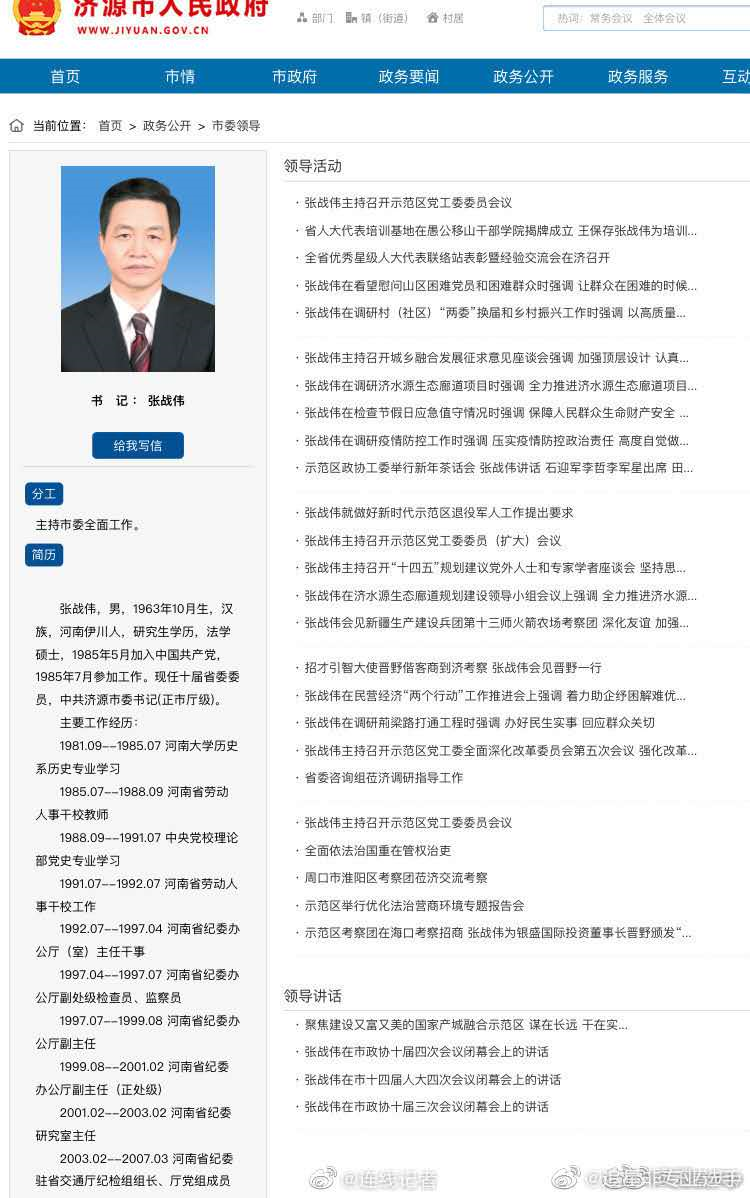 济源市人民政府
WWW.JIYUAN.GOV.CN
部门 镇（街道） 村居
热词：常务会议 全体会议
首页 市情 市政府 政务要闻 政务公开 政务服务 互动
当前位置： 首页 > 政务公开 > 市委领导
书 记 ： 张战伟
给我写信
分工
主持市委全面工作。
简历
张战伟，男，1963年10月生，汉
族，河南伊川人，研究生学历，法学
硕士，1985年5月加入中国共产党，
1985年7月参加工作。现任十届省委委
员，中共济源市委书记(正市厅级)。
主要工作经历：
1981.09--1985.07 河南大学历史
系历史专业学习
1985.07--1988.09 河南省劳动
人事干校教师
1988.09--1991.07 中央党校理论
部党史专业学习
1991.07--1992.07 河南省劳动人
事干校工作
1992.07--1997.04 河南省纪委办
公厅（室）主任干事
1997.04--1997.07 河南省纪委办
公厅副处级检查员、监察员
1997.07--1999.08 河南省纪委办
公厅副主任
1999.08--2001.02 河南省纪委
办公厅副主任（正处级）
2001.02--2003.02 河南省纪委
研究室主任
2003.02--2007.03 河南省纪委
驻省交通厅纪检组组长、厅党组成员
领导活动
· 张战伟主持召开示范区党工委委员会议
· 省人大代表培训基地在愚公移山干部学院揭牌成立 王保存张战伟为培训...
· 全省优秀星级人大代表联络站表彰暨经验交流会在济召开
· 张战伟在看望慰问山区困难党员和困难群众时强调 让群众在困难的时候...
· 张战伟在调研村（社区）“两委”换届和乡村振兴工作时强调 以高质量...
· 张战伟主持召开城乡融合发展征求意见座谈会强调 加强顶层设计 认真...
· 张战伟在调研济水源生态廊道项目时强调 全力推进济水源生态廊道项目...
· 张战伟在检查节假日应急值守情况时强调 保障人民群众生命财产安全 ...
· 张战伟在调研疫情防控工作时强调 压实疫情防控政治责任 高度自觉做...
· 示范区政协工委举行新年茶话会 张战伟讲话 石迎军李哲李军星出席 田...
· 张战伟就做好新时代示范区退役军人工作提出要求
· 张战伟主持召开示范区党工委委员（扩大）会议
· 张战伟主持召开“十四五”规划建议党外人士和专家学者座谈会 坚持思...
· 张战伟在济水源生态廊道规划建设领导小组会议上强调 全力推进济水源...
· 张战伟会见新疆生产建设兵团第十三师火箭农场考察团 深化友谊 加强...
· 招才引智大使晋野偕客商到济考察 张战伟会见晋野一行
· 张战伟在民营经济“两个行动”工作推进会上强调 着力助企纾困解难优...
· 张战伟在调研荆梁路打通工程时强调 办好民生实事 回应群众关切
· 张战伟主持召开示范区党工委全面深化改革委员会第五次会议 强化改革...
· 省委咨询组莅济调研指导工作
· 张战伟主持召开示范区党工委委员会议
· 全面依法治国重在管权治吏
· 周口市淮阳区考察团莅济交流考察
· 示范区举行优化法治营商环境专题报告会
· 示范区考察团在海口考察招商 张战伟为银盛国际投资董事长晋野颁发“...
领导讲话
· 聚焦建设又富又美的国家产城融合示范区 谋在长远 干在实...
· 张战伟在市政协十届四次会议闭幕会上的讲话
· 张战伟在市十四届人大四次会议闭幕会上的讲话
· 张战伟在市政协十届三次会议闭幕会上的讲话
@连线记者